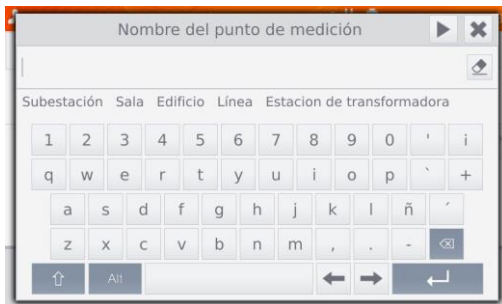 Nombre del punto de medición
Subestación Sala Edificio Línea Estacion de transformadora
1 2 3 4 5 6 7 8 9 0 ' i
q w e r t y u i o p ` +
a s d f g h j k l ñ ´
z x c v b n m , . -
Alt